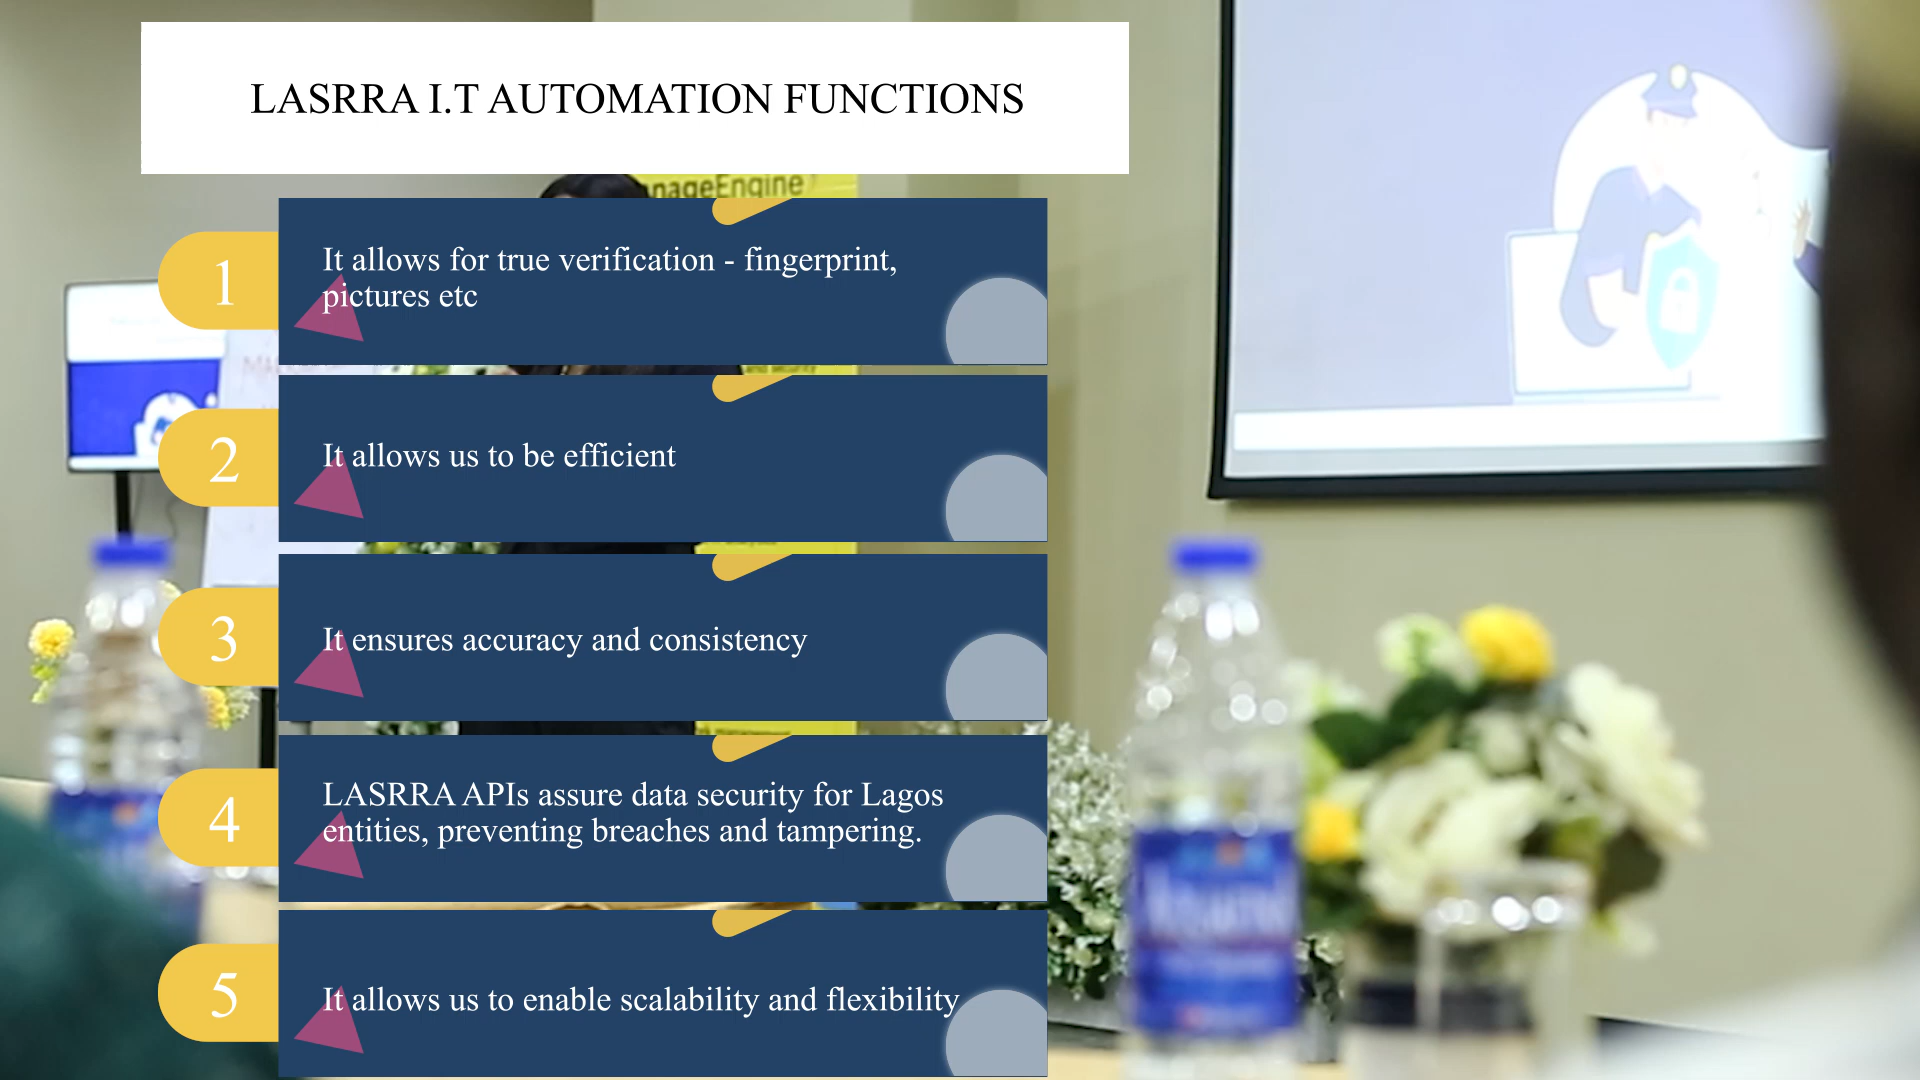 LASRRA I.T AUTOMATION FUNCTIONS
nageEngine
1
It allows for true verification - fingerprint,
pictures etc
2
It allows us to be efficient
3
It ensures accuracy and consistency
4
LASRRA APIs assure data security for Lagos
entities, preventing breaches and tampering.
5
It allows us to enable scalability and flexibility